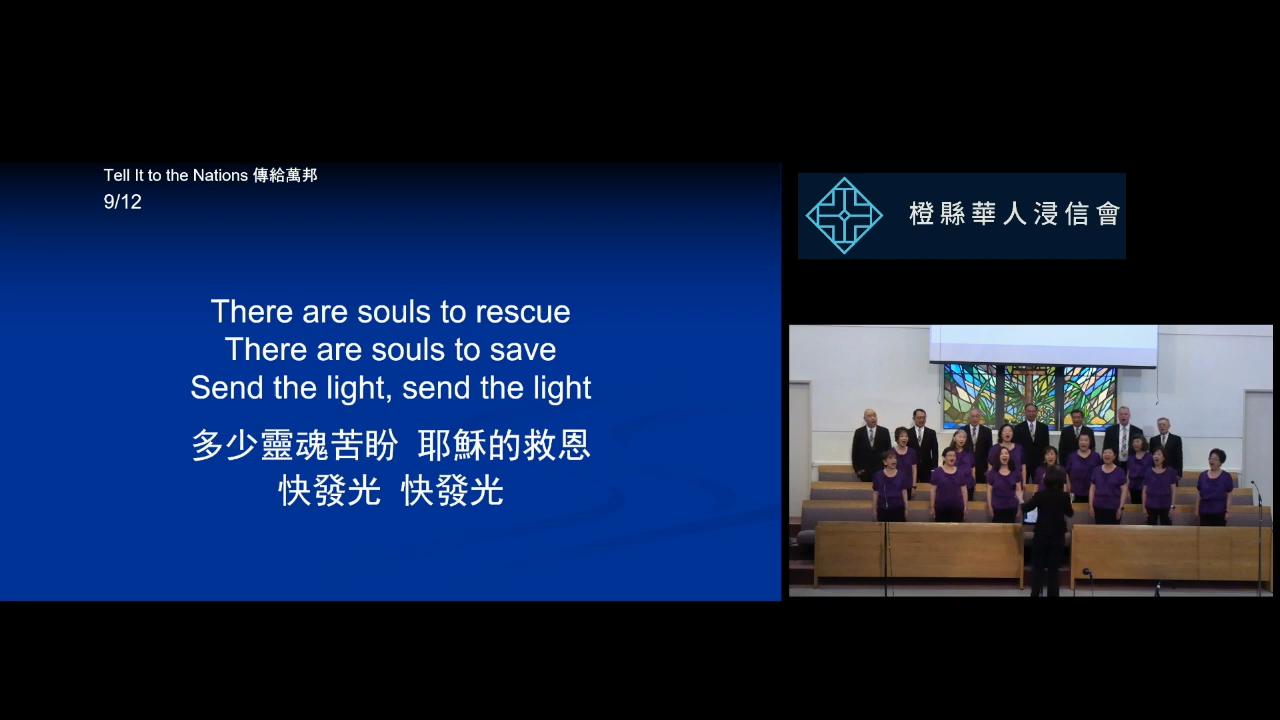 Tell It to the Nations 傳給萬邦
9/12
There are souls to rescue
There are souls to save
Send the light, send the light
多少靈魂苦盼 耶穌的救恩
快發光 快發光
橙縣華人浸信會